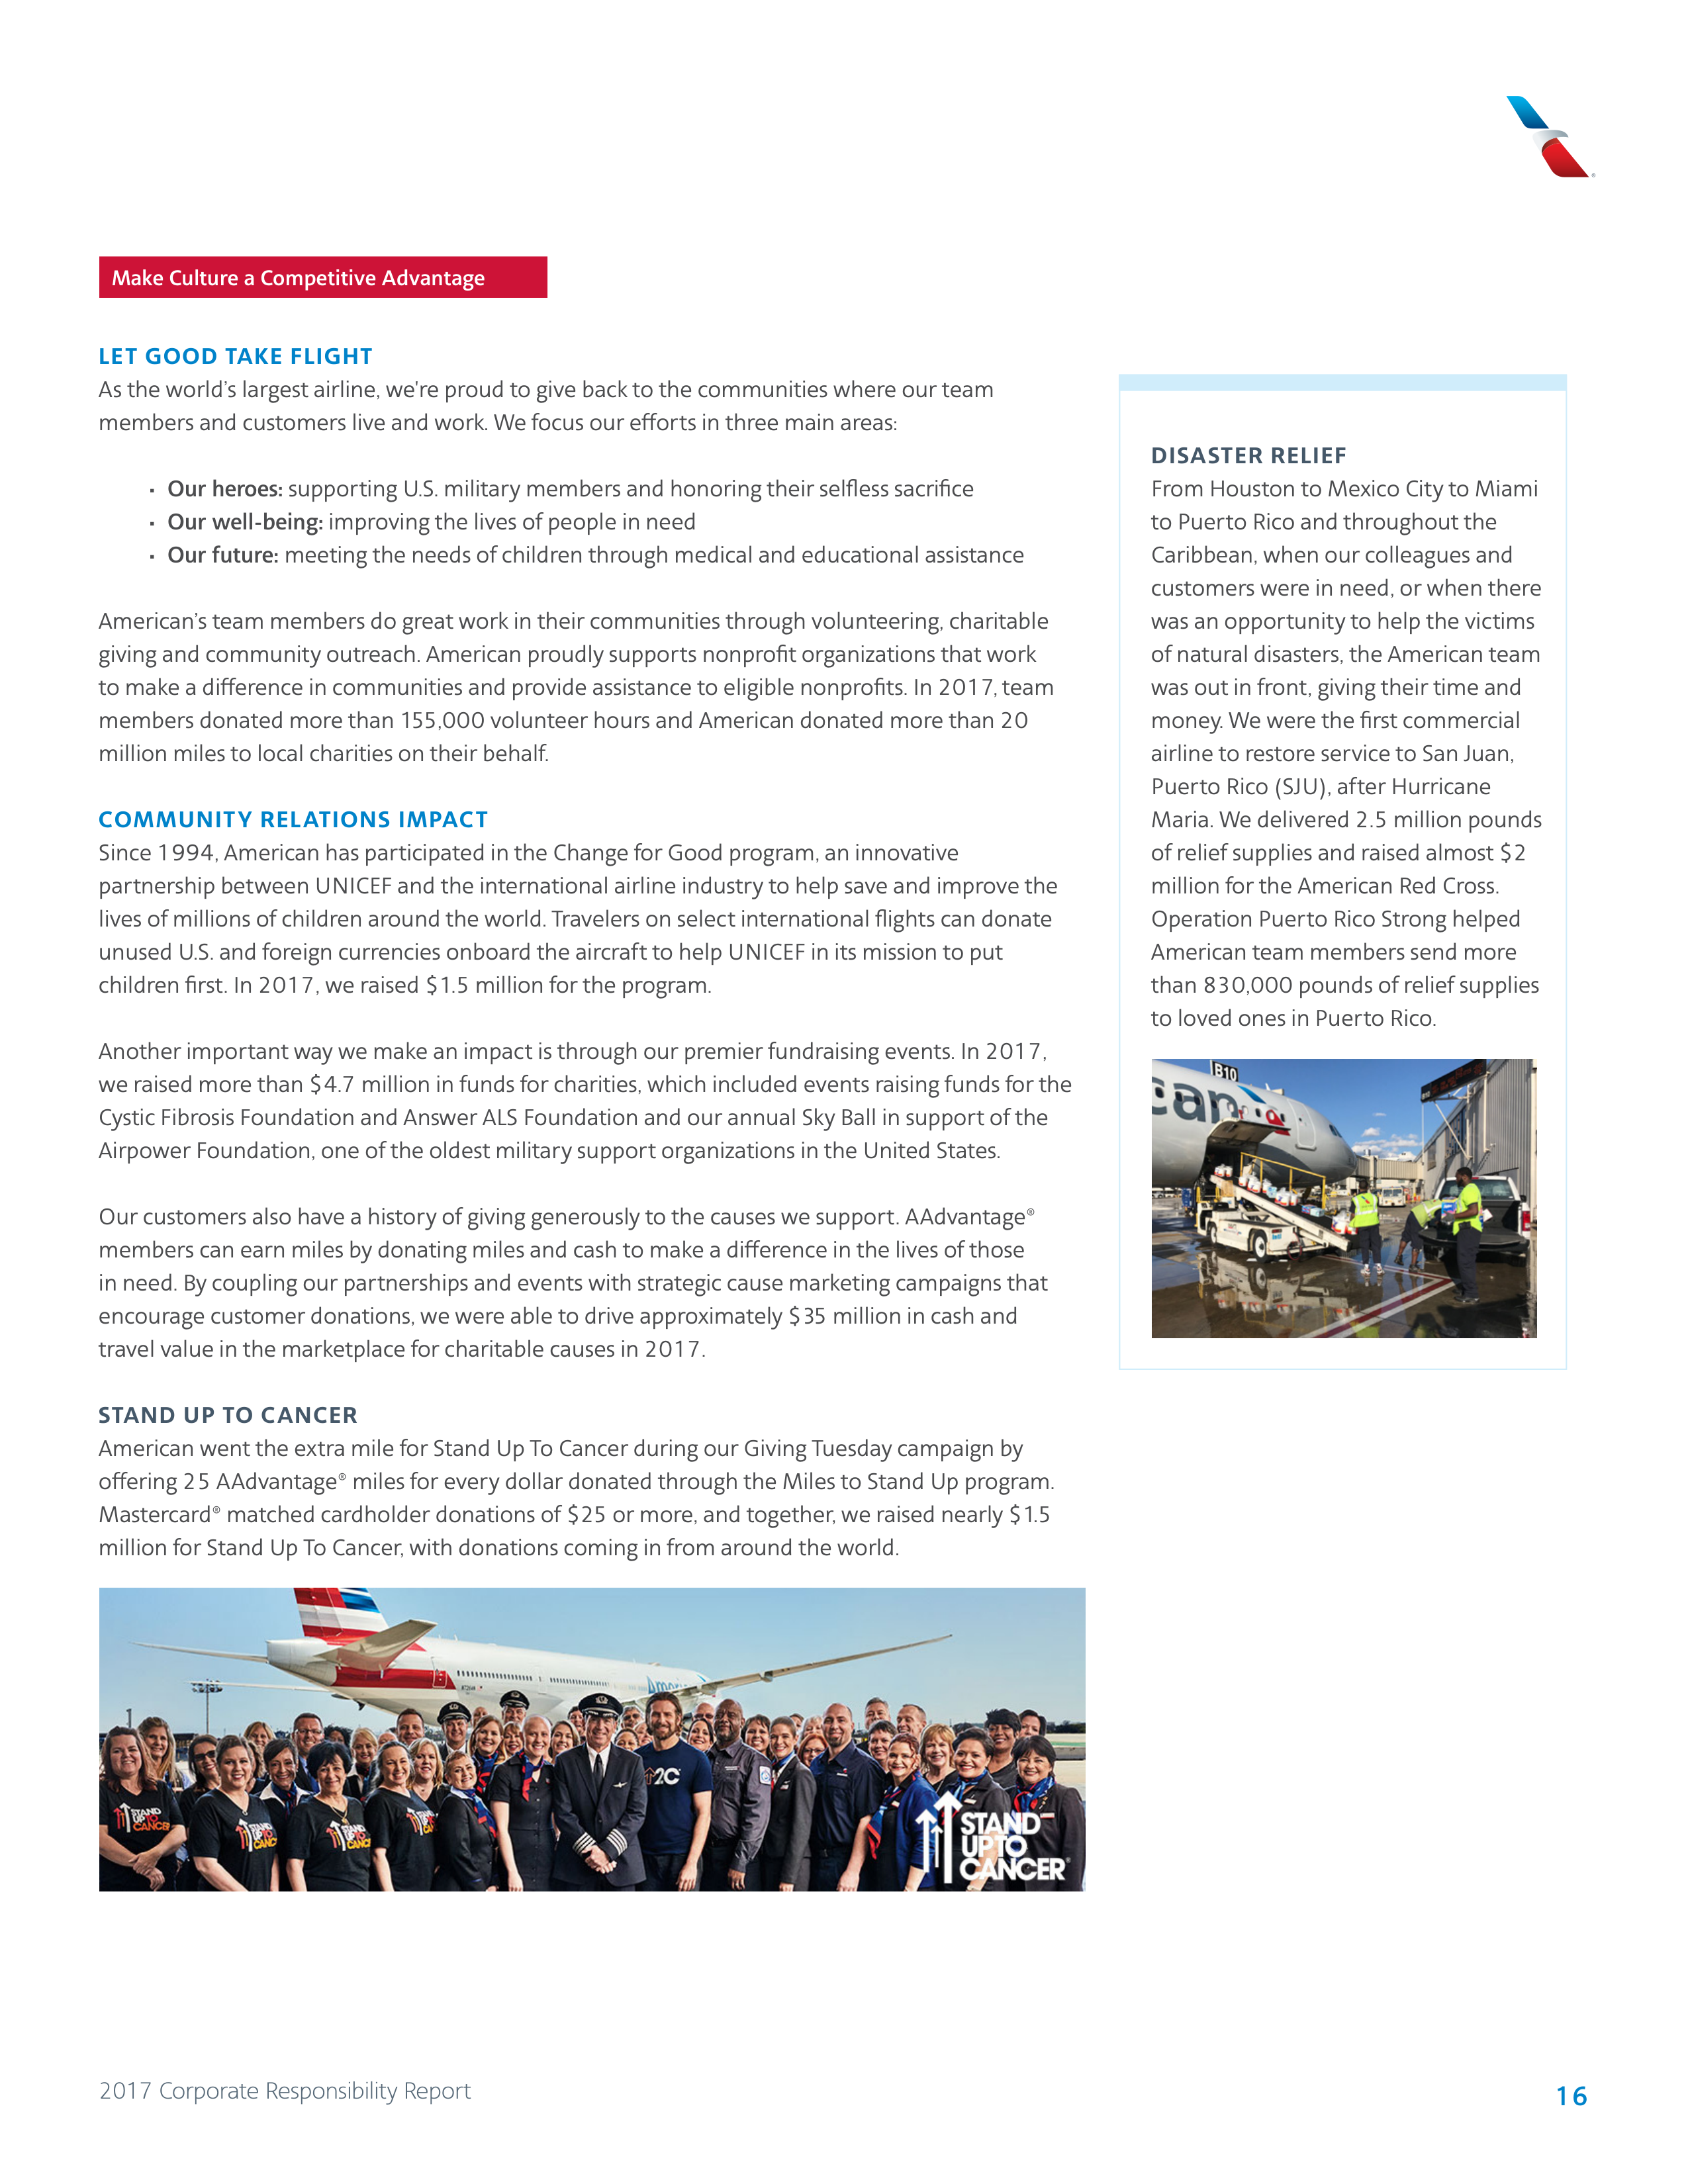 Make Culture a Competitive Advantage
LET GOOD TAKE FLIGHT
As the world's largest airline, we're proud to give back to the communities where our team
members and customers live and work. We focus our efforts in three main areas:
• Our heroes: supporting U.S. military members and honoring their selfless sacrifice
• Our well-being: improving the lives of people in need
• Our future: meeting the needs of children through medical and educational assistance
American's team members do great work in their communities through volunteering, charitable
giving and community outreach. American proudly supports nonprofit organizations that work
to make a difference in communities and provide assistance to eligible nonprofits. In 2017, team
members donated more than 155,000 volunteer hours and American donated more than 20
million miles to local charities on their behalf.
COMMUNITY RELATIONS IMPACT
Since 1994, American has participated in the Change for Good program, an innovative
partnership between UNICEF and the international airline industry to help save and improve the
lives of millions of children around the world. Travelers on select international flights can donate
unused U.S. and foreign currencies onboard the aircraft to help UNICEF in its mission to put
children first. In 2017, we raised $1.5 million for the program.
Another important way we make an impact is through our premier fundraising events. In 2017,
we raised more than $4.7 million in funds for charities, which included events raising funds for the
Cystic Fibrosis Foundation and Answer ALS Foundation and our annual Sky Ball in support of the
Airpower Foundation, one of the oldest military support organizations in the United States.
Our customers also have a history of giving generously to the causes we support. AAdvantage®
members can earn miles by donating miles and cash to make a difference in the lives of those
in need. By coupling our partnerships and events with strategic cause marketing campaigns that
encourage customer donations, we were able to drive approximately $35 million in cash and
travel value in the marketplace for charitable causes in 2017.
STAND UP TO CANCER
American went the extra mile for Stand Up To Cancer during our Giving Tuesday campaign by
offering 25 AAdvantage® miles for every dollar donated through the Miles to Stand Up program.
Mastercard® matched cardholder donations of $25 or more, and together, we raised nearly $1.5
million for Stand Up To Cancer, with donations coming in from around the world.
STAND
UP TO
CANCER
DISASTER RELIEF
From Houston to Mexico City to Miami
to Puerto Rico and throughout the
Caribbean, when our colleagues and
customers were in need, or when there
was an opportunity to help the victims
of natural disasters, the American team
was out in front, giving their time and
money. We were the first commercial
airline to restore service to San Juan,
Puerto Rico (SJU), after Hurricane
Maria. We delivered 2.5 million pounds
of relief supplies and raised almost $2
million for the American Red Cross.
Operation Puerto Rico Strong helped
American team members send more
than 830,000 pounds of relief supplies
to loved ones in Puerto Rico.
B10
can
2017 Corporate Responsibility Report
16